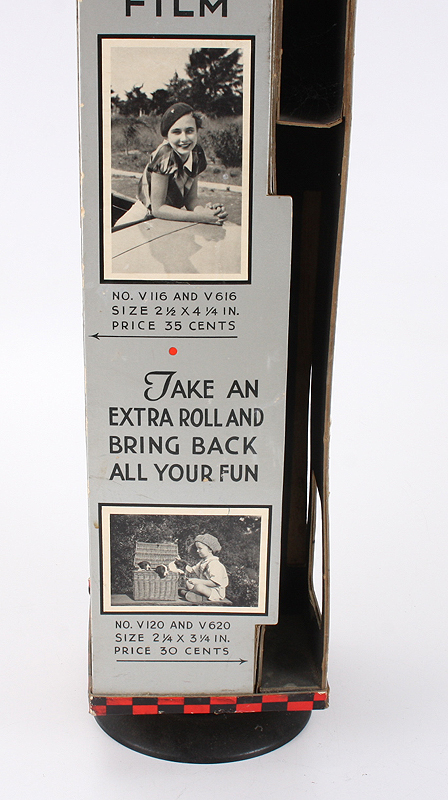 FILM
NO. V116 AND V616
SIZE 2½ X 4¼ IN.
PRICE 35 CENTS
TAKE AN
EXTRA ROLL AND
BRING BACK
ALL YOUR FUN
NO. V120 AND V620
SIZE 2¼ X 3¼ IN.
PRICE 30 CENTS